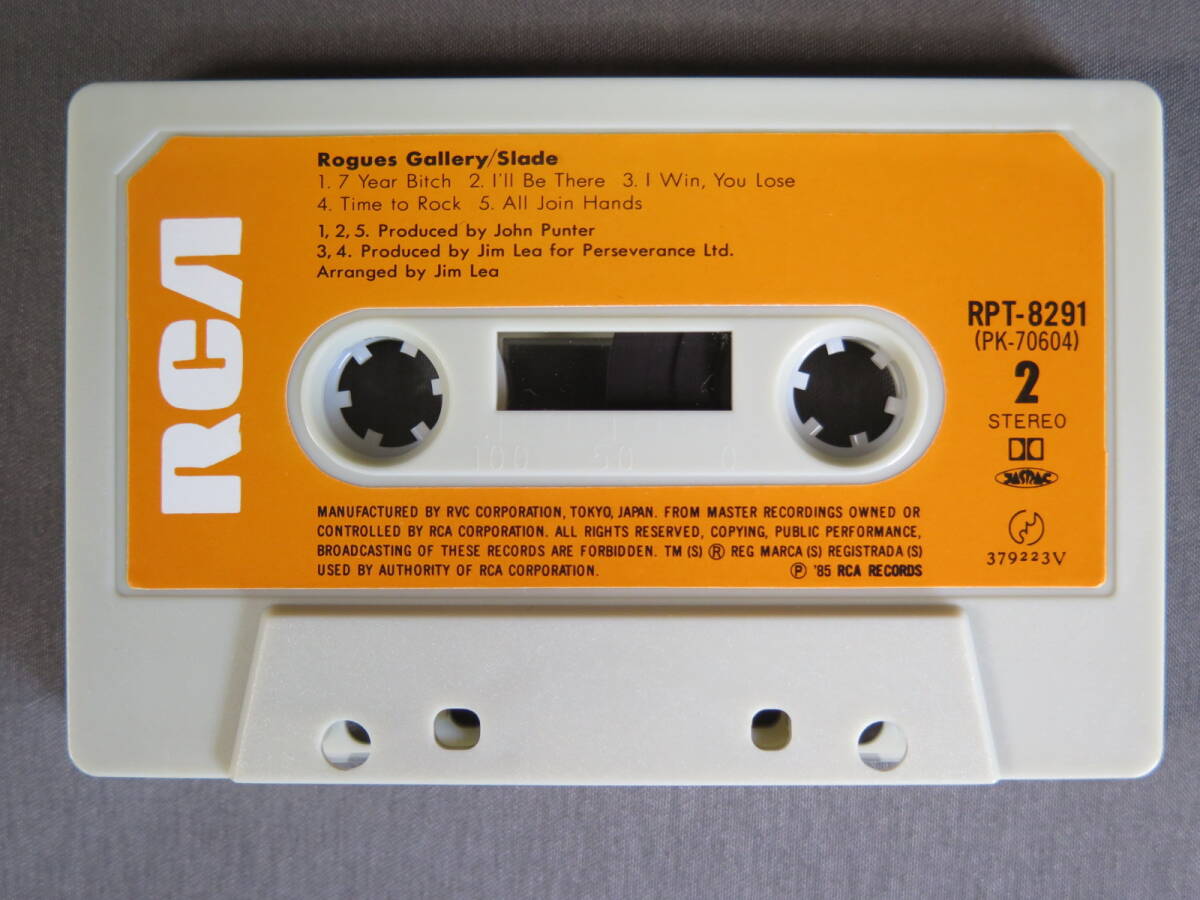 RCA
Rogues Gallery/Slade
1. 7 Year Bitch 2. I'll Be There 3. I Win, You Lose
4. Time to Rock 5. All Join Hands
1, 2, 5. Produced by John Punter
3, 4. Produced by Jim Lea for Perseverance Ltd.
Arranged by Jim Lea
RPT-8291
(PK-70604)
2
STEREO
JASRAC
379223V
100 50 0
MANUFACTURED BY RVC CORPORATION, TOKYO, JAPAN. FROM MASTER RECORDINGS OWNED OR
CONTROLLED BY RCA CORPORATION. ALL RIGHTS RESERVED, COPYING, PUBLIC PERFORMANCE,
BROADCASTING OF THESE RECORDS ARE FORBIDDEN. TM (S) ® REG MARCA (S) REGISTRADA (S)
USED BY AUTHORITY OF RCA CORPORATION. ℗ '85 RCA RECORDS